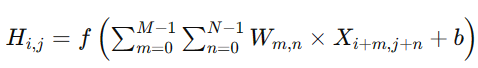 H_{i,j} = f\left(\sum_{m=0}^{M-1} \sum_{n=0}^{N-1} W_{m,n} \times X_{i+m,j+n} + b\right)